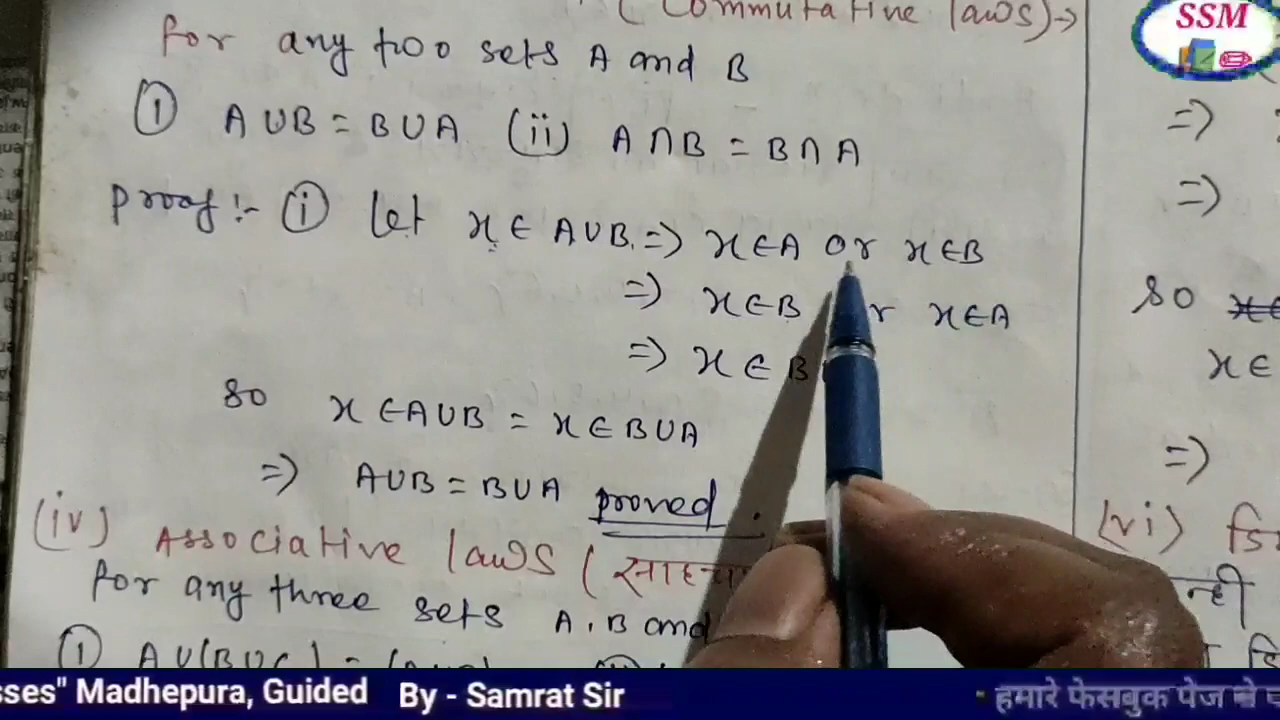 ( Commutative laws)→
for any two sets A and B
(i) A∪B = B∪A (ii) A∩B = B∩A
Proof :- (i) Let x∈A∪B. => x∈A or x∈B
=> x∈B r x∈A
=> x∈B
so x∈A∪B = x∈B∪A
=> A∪B = B∪A proved.
(iv) Associative laws (
for any three sets A, B and
(i) A∪(B∪C) =
SSM
=>
=>
so
x∈
=>
(vi)
sses" Madhepura, Guided By - Samrat Sir
हमारे फेसबुक पेज से